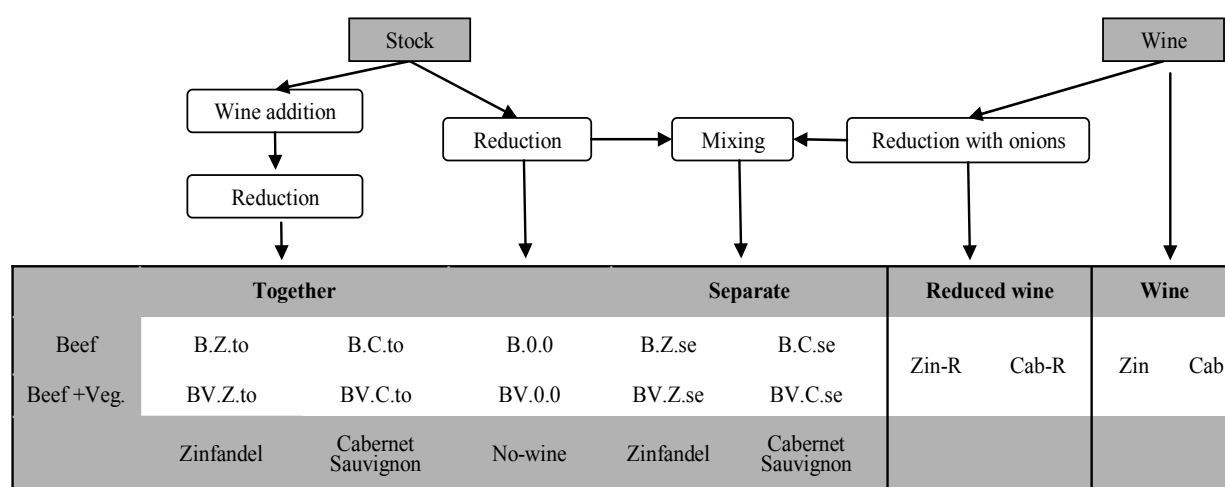 Stock
Wine
Wine addition
Reduction
Mixing
Reduction with onions
Reduction
Together
Separate
Reduced wine
Wine
Beef
B.Z.to
B.C.to
B.0.0
B.Z.se
B.C.se
Zin-R
Cab-R
Zin
Cab
Beef +Veg.
BV.Z.to
BV.C.to
BV.0.0
BV.Z.se
BV.C.se
Zinfandel
Cabernet
Sauvignon
No-wine
Zinfandel
Cabernet
Sauvignon